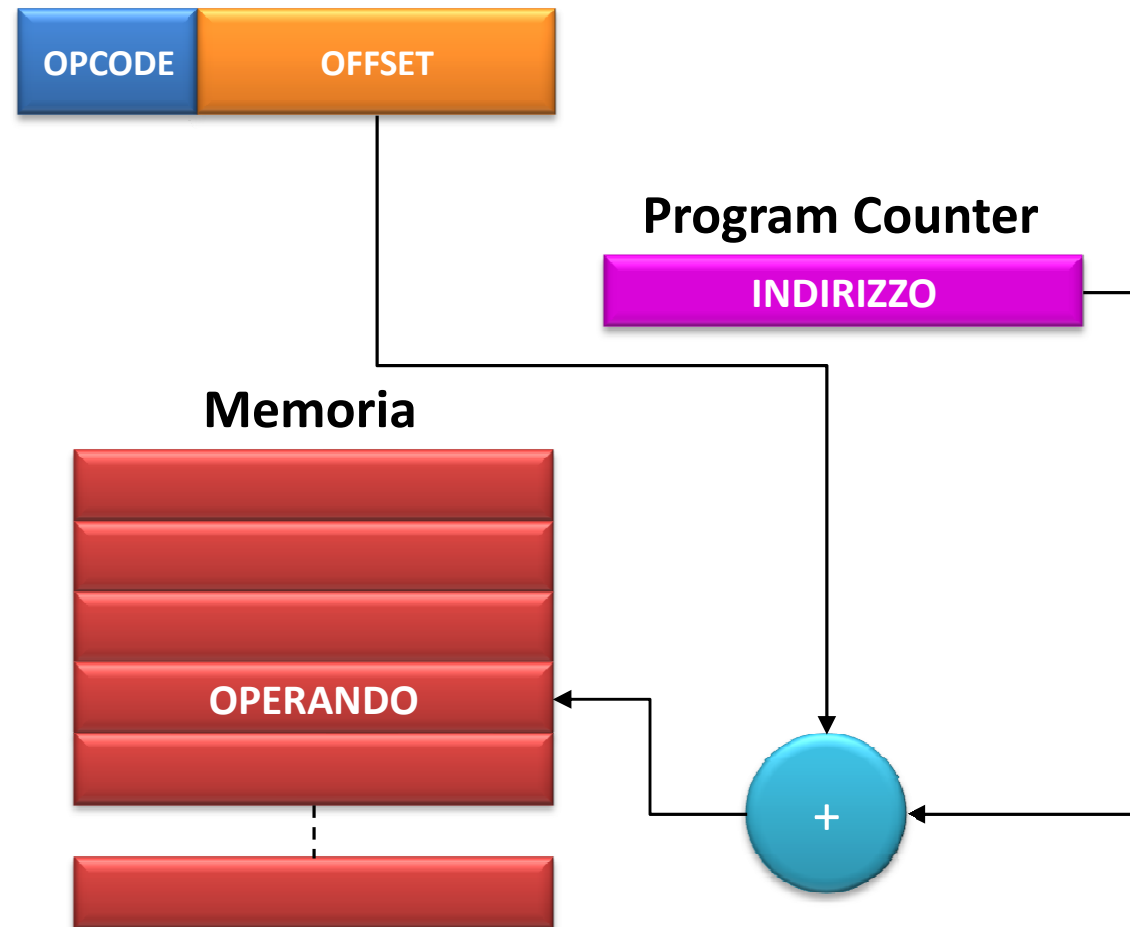 OPCODE
OFFSET
Program Counter
INDIRIZZO
Memoria
OPERANDO
+